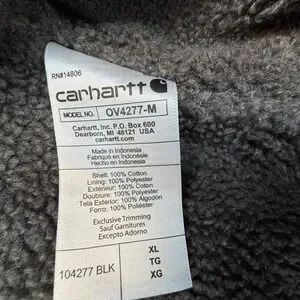 RN#14806
carhartt
MODEL NO. OV4277-M
Carhartt, Inc. P.O. Box 600
Dearborn, MI 48121 USA
carhartt.com
Made in Indonesia
Fabriqué en Indonésie
Hecho en Indonesia
Shell: 100% Cotton
Lining: 100% Polyester
Extérieur: 100% Coton
Doublure: 100% Polyester
Tela Exterior: 100% Algodón
Forro: 100% Poliéster
Exclusive Trimming
Sauf Garnitures
Excepto Adorno
104277 BLK
XL
TG
XG